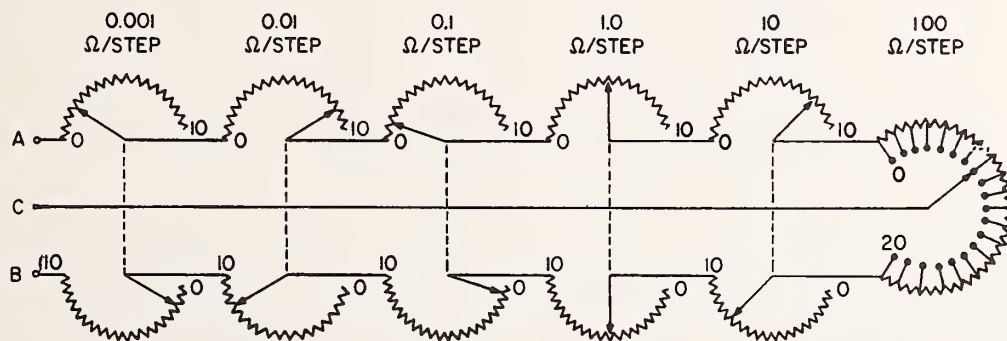 0.001 0.01 0.1 1.0 10 100
Ω/STEP Ω/STEP Ω/STEP Ω/STEP Ω/STEP Ω/STEP
A 0 10 0 10 0 10 0 10 0 10 0
C
B 10 0 10 0 10 0 10 0 10 0 20